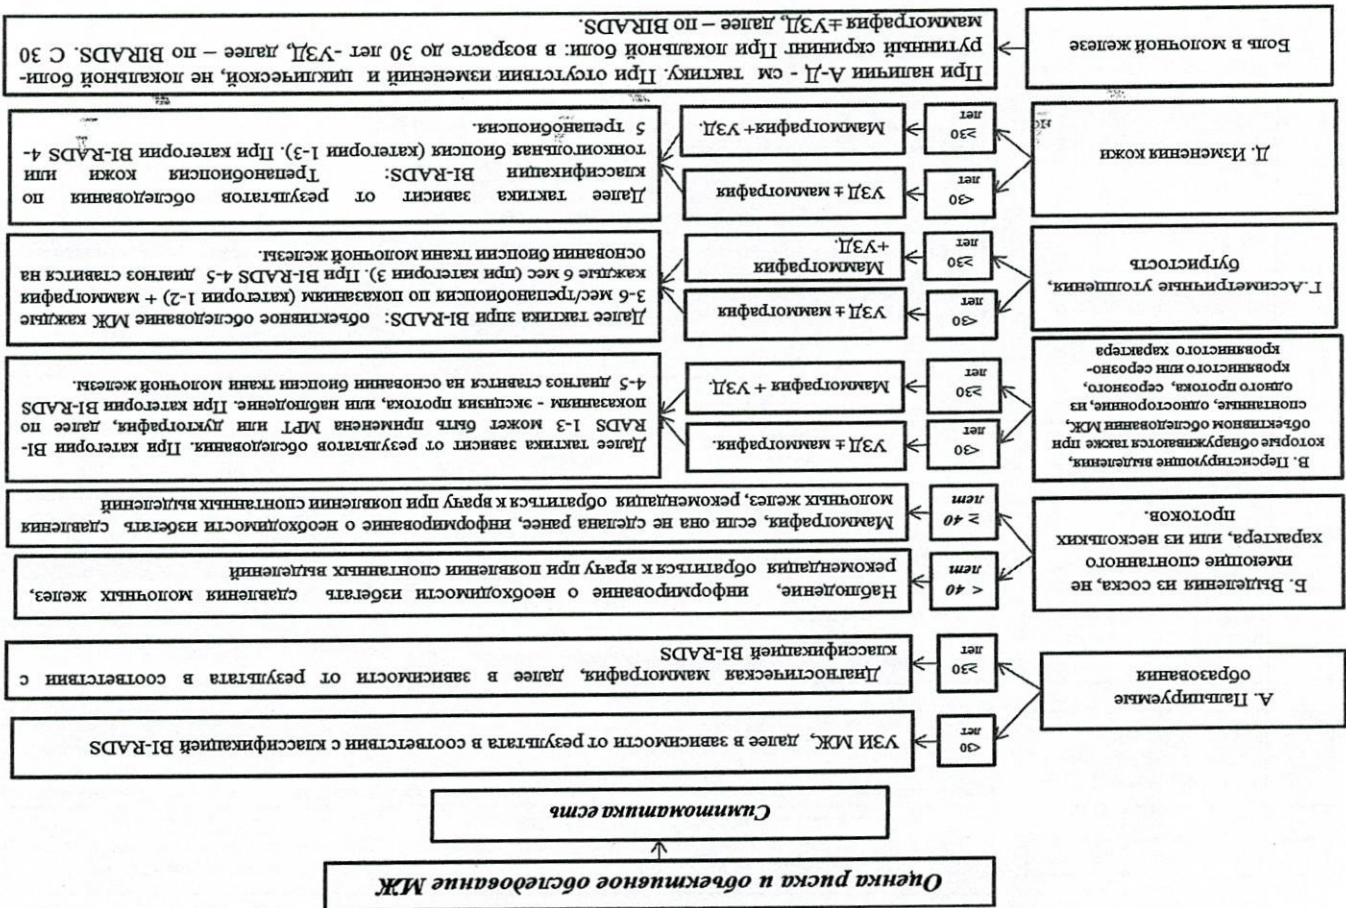 Оценка риска и объективное обследование МЖ
Симптоматика есть
А. Пальпируемые
образования
<30
лет
УЗИ МЖ, далее в зависимости от результата в соответствии с классификацией BI-RADS
≥30
лет
Диагностическая маммография, далее в зависимости от результата в соответствии с
классификацией BI-RADS
Б. Выделения из соска, не
имеющие спонтанного
характера, или из нескольких
протоков.
< 40
лет
Наблюдение, информирование о необходимости избегать сдавления молочных желез,
рекомендация обратиться к врачу при появлении спонтанных выделений
≥ 40
лет
Маммография, если она не сделана ранее, информирование о необходимости избегать сдавления
молочных желез, рекомендация обратиться к врачу при появлении спонтанных выделений
В. Персистирующие выделения,
которые обнаруживаются также при
объективном обследовании МЖ,
спонтанные, односторонние, из
одного протока, серозного,
кровянистого или серозно-
кровянистого характера
<30
лет
УЗД ± маммография.
≥30
лет
Маммография + УЗД.
Далее тактика зависит от результатов обследования. При категории BI-
RADS 1-3 может быть применена МРТ или дуктография, далее по
показаниям - эксцизия протока, или наблюдение. При категории BI-RADS
4-5 диагноз ставится на основании биопсии ткани молочной железы.
Г.Ассиметричные утолщения,
бугристость
<30
лет
УЗД ± маммография
≥30
лет
Маммография
+УЗД.
Далее тактика зпри BI-RADS: объективное обследование МЖ каждые
3-6 мес/трепанобиопсия по показаниям (категории 1-2) + маммография
каждые 6 мес (при категории 3). При BI-RADS 4-5 диагноз ставится на
основании биопсии ткани молочной железы.
Д. Изменения кожи
<30
лет
УЗД ± маммография
≥30
лет
Маммография+ УЗД.
Далее тактика зависит от результатов обследования по
классификации BI-RADS: Трепанобиопсия кожи или
тонкоигольная биопсия (категории 1-3). При категории BI-RADS 4-
5 трепанобиопсия.
Боль в молочной железе
При наличии А-Д - см тактику. При отсутствии изменений и циклической, не локальной боли-
рутинный скрининг При локальной боли: в возрасте до 30 лет -УЗД, далее – по BIRADS. С 30
маммография ±УЗД, далее – по BIRADS.